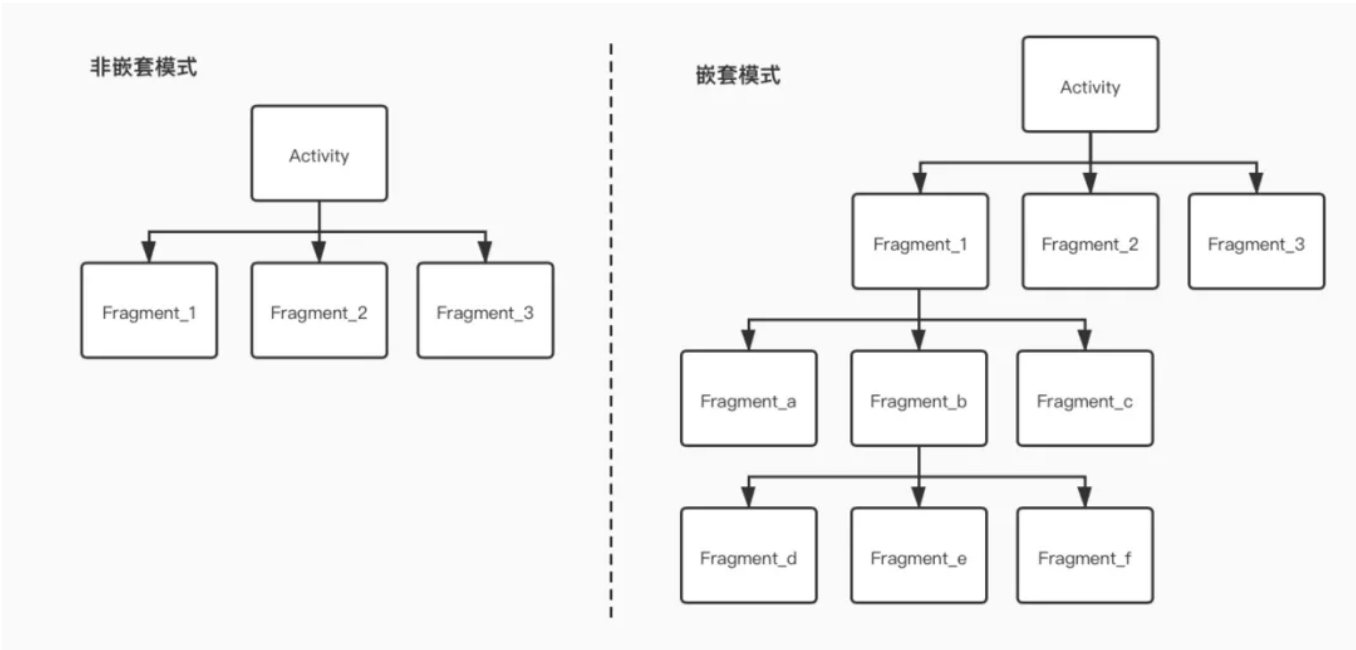 非嵌套模式
Activity
Fragment_1
Fragment_2
Fragment_3
嵌套模式
Activity
Fragment_1
Fragment_2
Fragment_3
Fragment_a
Fragment_b
Fragment_c
Fragment_d
Fragment_e
Fragment_f